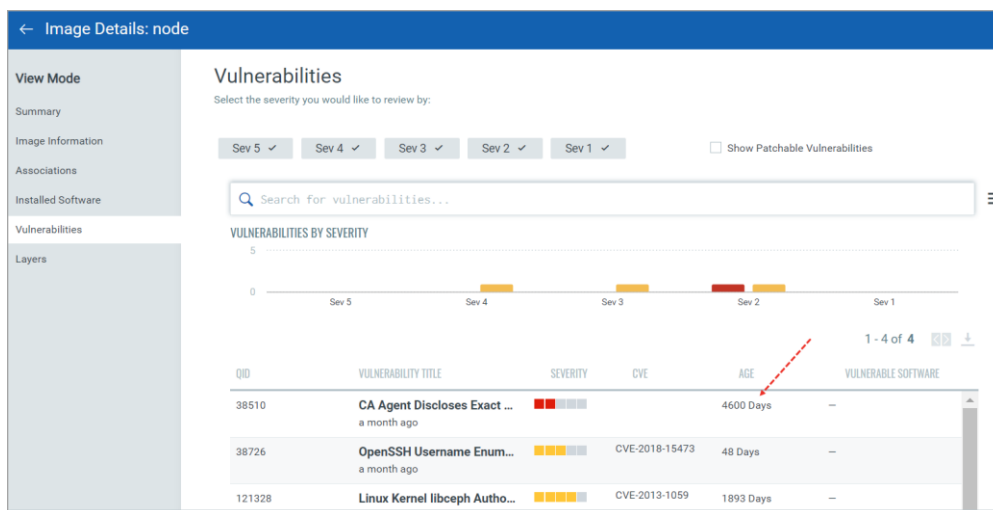 ← Image Details: node
View Mode
Summary
Image Information
Associations
Installed Software
Vulnerabilities
Layers
Vulnerabilities
Select the severity you would like to review by:
Sev 5 ✓ Sev 4 ✓ Sev 3 ✓ Sev 2 ✓ Sev 1 ✓ Show Patchable Vulnerabilities
Search for vulnerabilities...
VULNERABILITIES BY SEVERITY
5
0
Sev 5 Sev 4 Sev 3 Sev 2 Sev 1
1 - 4 of 4
QID VULNERABILITY TITLE SEVERITY CVE AGE VULNERABLE SOFTWARE
38510 CA Agent Discloses Exact ... 4600 Days –
a month ago
38726 OpenSSH Username Enum... CVE-2018-15473 48 Days –
a month ago
121328 Linux Kernel libceph Autho... CVE-2013-1059 1893 Days –